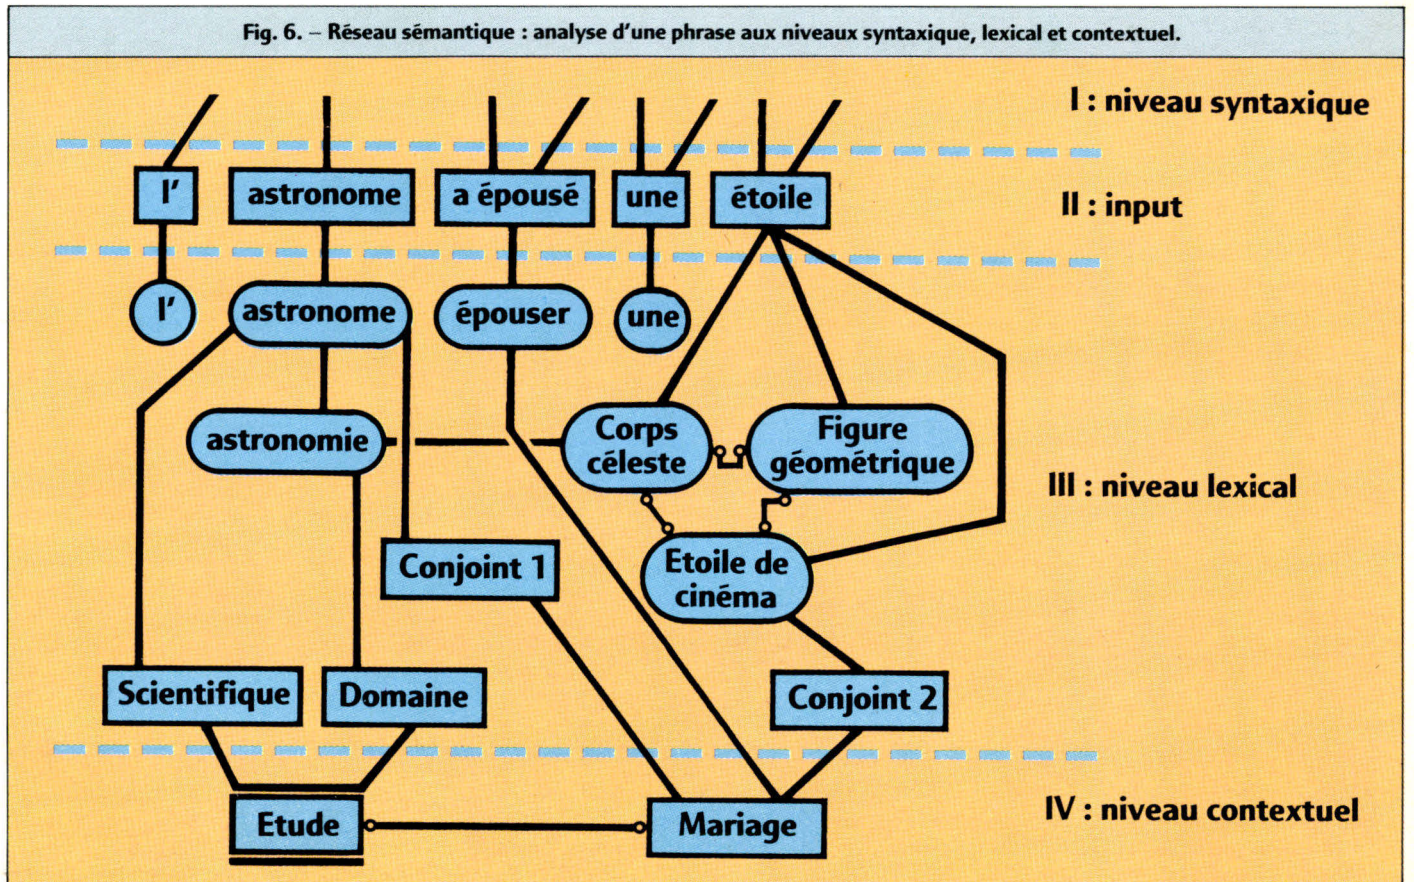 Fig. 6. – Réseau sémantique : analyse d'une phrase aux niveaux syntaxique, lexical et contextuel.
I : niveau syntaxique
l'
astronome
a épousé
une
étoile
II : input
l'
astronome
épouser
une
astronomie
Corps
céleste
Figure
géométrique
III : niveau lexical
Conjoint 1
Etoile de
cinéma
Scientifique
Domaine
Conjoint 2
Etude
Mariage
IV : niveau contextuel